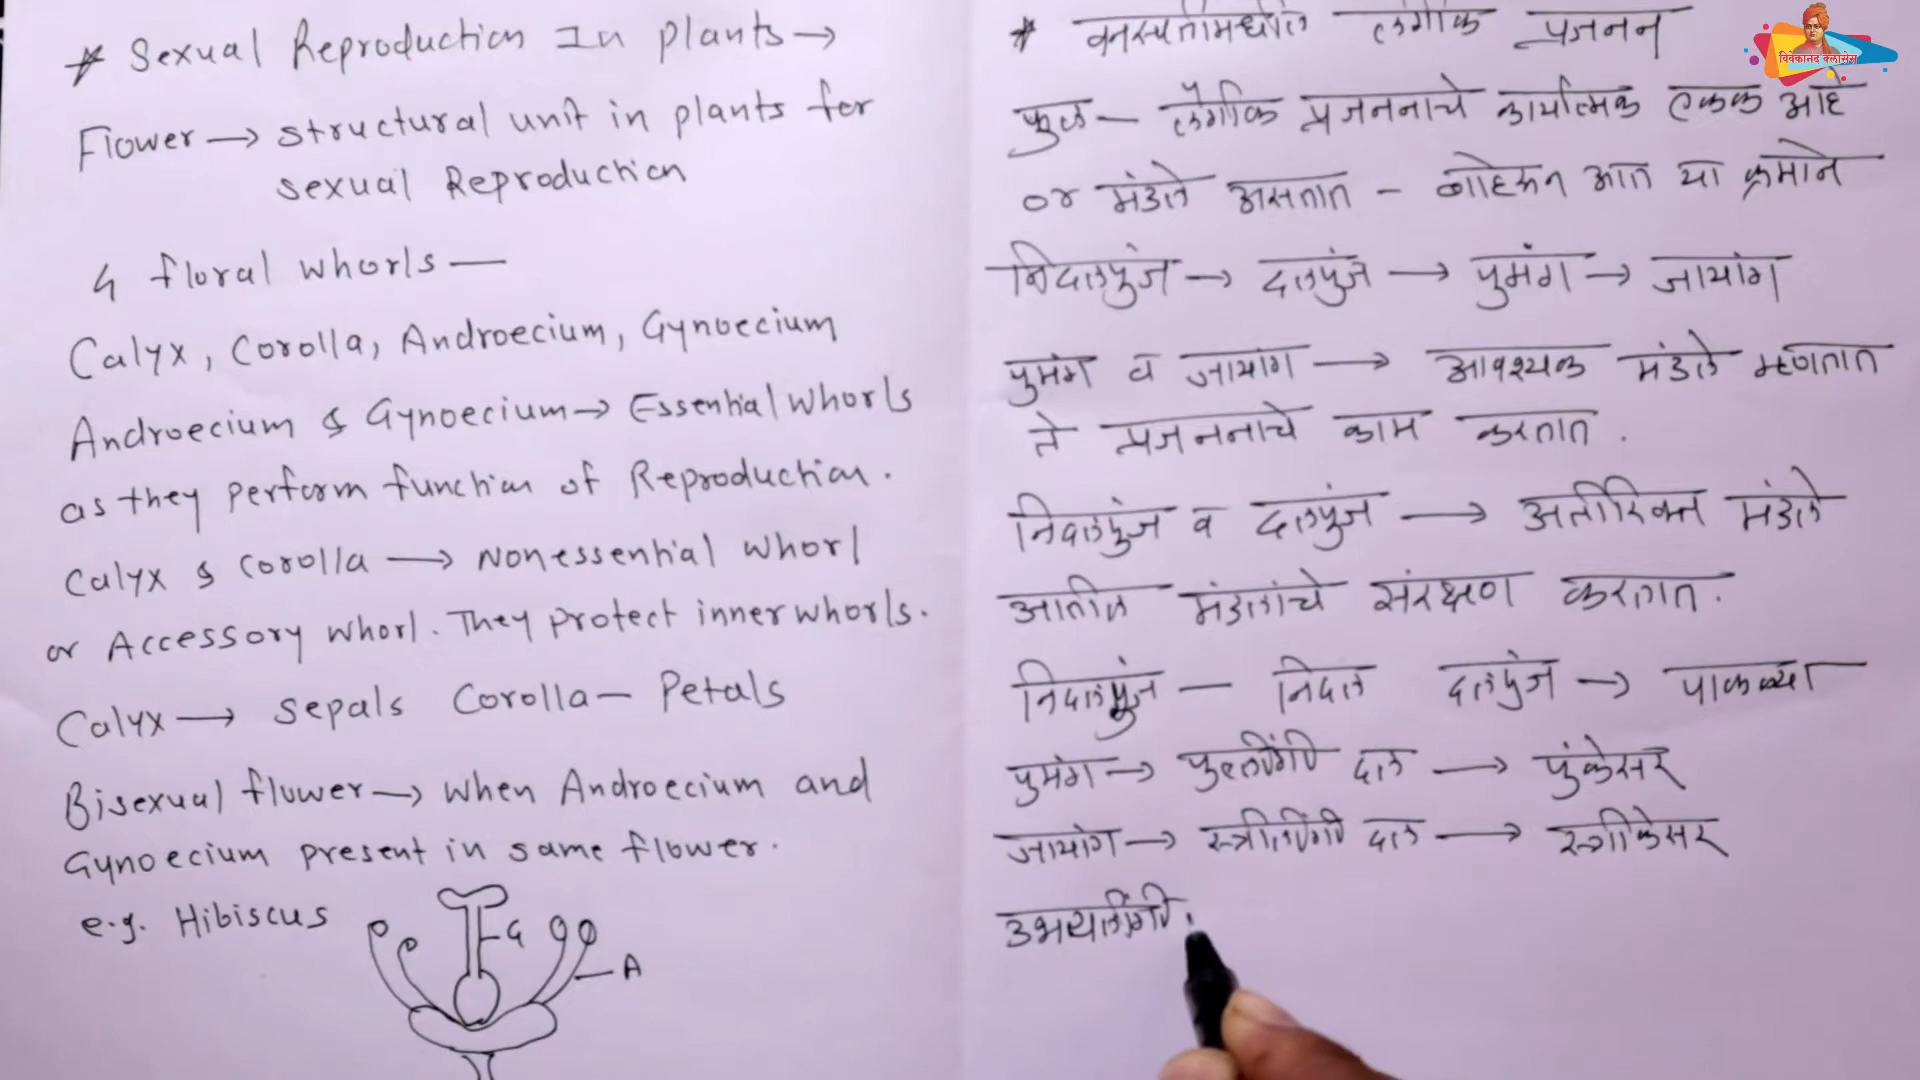 * Sexual Reproduction In plants →
Flower → structural unit in plants for
sexual Reproduction
4 floral whorls —
Calyx, Corolla, Androecium, Gynoecium
Androecium & Gynoecium → Essential whorls
as they perform function of Reproduction.
Calyx & Corolla → Nonessential whorl
or Accessory whorl. They protect inner whorls.
Calyx → sepals Corolla — Petals
Bisexual flower → when Androecium and
Gynoecium present in same flower.
e.g. Hibiscus
G
A
* वनस्पतीमधील लैंगीक प्रजनन
फुल — लैंगीक प्रजननाचे कार्यात्मक एकक आहे
or मंडले असतात — बाहेरून आत या क्रमाने
निदलपुंज → दलपुंज → पुमंग → जायांग
पुमंग व जायांग → आवश्यक मंडले म्हणतात
ते प्रजननाचे काम करतात.
निदलपुंज व दलपुंज → अतीरिक्त मंडले
आतील मंडलांचे संरक्षण करतात.
निदलपुंज — निदल दलपुंज → पाकळ्या
पुमंग → पुल्लींगी दल → पुंकेसर
जायांग → स्त्रीलींगी दल → स्त्रीकेसर
उभयलींगी
विवेकानंद क्लासेस